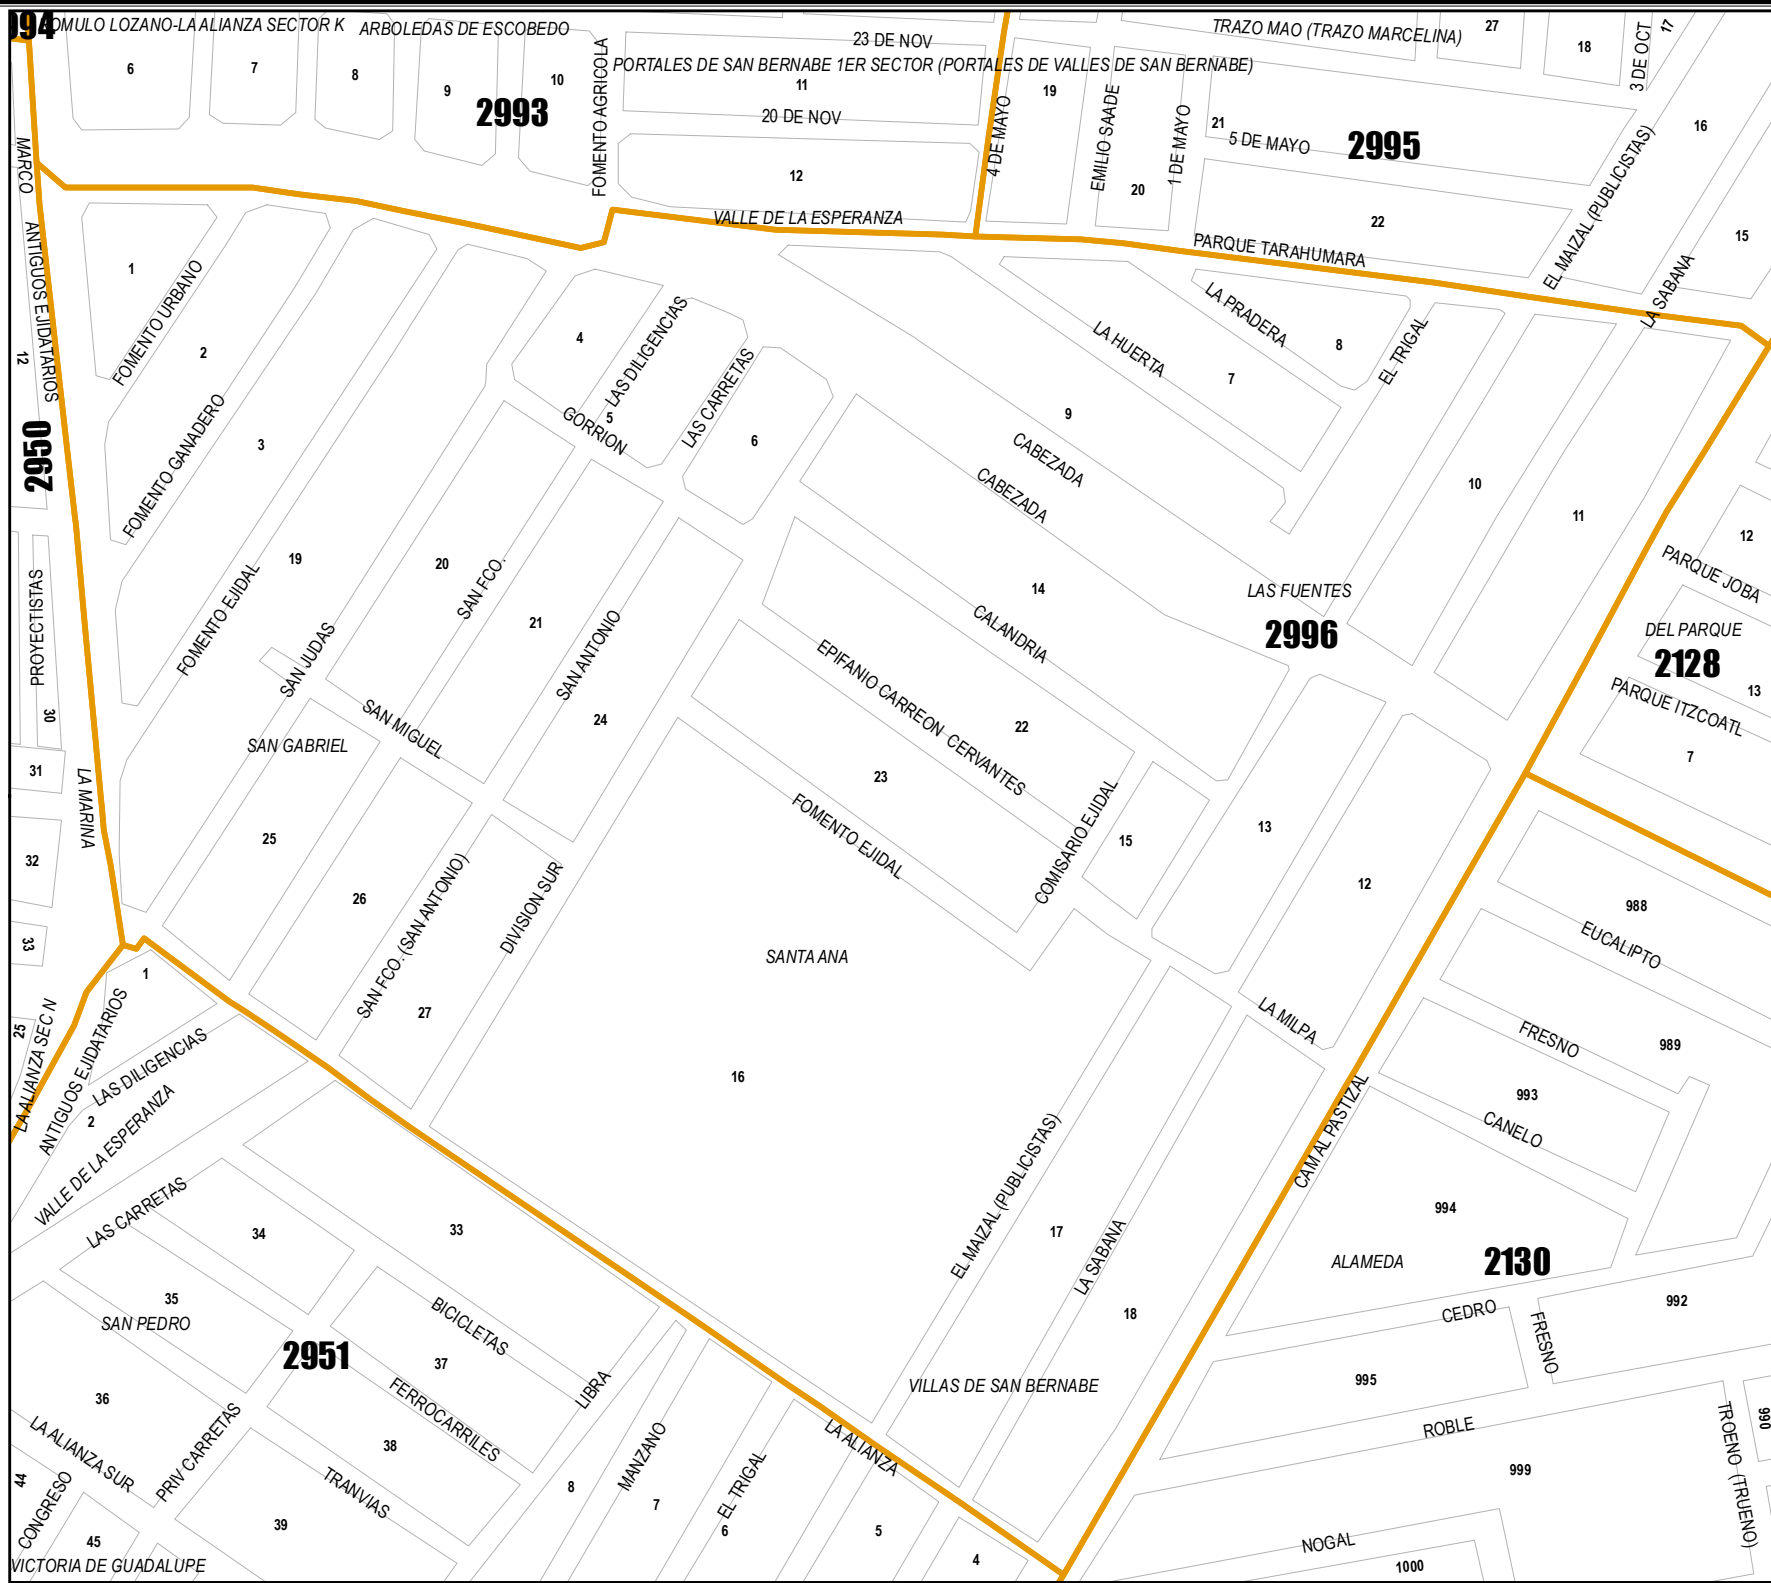 994
OMULO LOZANO-LA ALIANZA SECTOR K
ARBOLEDAS DE ESCOBEDO
23 DE NOV
TRAZO MAO (TRAZO MARCELINA)
27
17
18
3 DE OCT
6
7
8
9
10
2993
FOMENTO AGRICOLA
PORTALES DE SAN BERNABE 1ER SECTOR (PORTALES DE VALLES DE SAN BERNABE)
11
20 DE NOV
12
4 DE MAYO
19
EMILIO SAADE
20
1 DE MAYO
21
5 DE MAYO
2995
16
EL MAIZAL (PUBLICISTAS)
22
15
MARCO
VALLE DE LA ESPERANZA
PARQUE TARAHUMARA
LA SABANA
ANTIGUOS EJIDATARIOS
12
2950
1
FOMENTO URBANO
2
FOMENTO GANADERO
3
4
LAS DILIGENCIAS
5
GORRION
LAS CARRETAS
6
LA HUERTA
LA PRADERA
8
7
EL TRIGAL
9
CABEZADA
CABEZADA
10
11
12
PARQUE JOBA
DEL PARQUE
2128
13
PARQUE ITZCOATL
7
PROYECTISTAS
30
31
LA MARINA
32
33
19
FOMENTO EJIDAL
20
SAN FCO.
21
SAN JUDAS
SAN ANTONIO
SAN MIGUEL
SAN GABRIEL
24
14
CALANDRIA
LAS FUENTES
2996
EPIFANIO CARREON CERVANTES
22
23
FOMENTO EJIDAL
COMISARIO EJIDAL
15
13
12
25
26
SAN FCO. (SAN ANTONIO)
DIVISION SUR
27
SANTA ANA
16
LA MILPA
988
EUCALIPTO
FRESNO
989
993
CANELO
CAM AL PASTIZAL
994
ALAMEDA
2130
CEDRO
992
FRESNO
995
ROBLE
TROENO (TRUENO)
990
999
NOGAL
1000
25
LA ALIANZA SEC N
1
ANTIGUOS EJIDATARIOS
LAS DILIGENCIAS
2
VALLE DE LA ESPERANZA
LAS CARRETAS
34
33
EL MAIZAL (PUBLICISTAS)
17
LA SABANA
18
35
SAN PEDRO
2951
BICICLETAS
37
FERROCARRILES
LIBRA
VILLAS DE SAN BERNABE
36
LA ALIANZA SUR
PRIV CARRETAS
38
TRANVIAS
39
8
MANZANO
7
EL TRIGAL
6
LA ALIANZA
5
4
44
CONGRESO
45
VICTORIA DE GUADALUPE